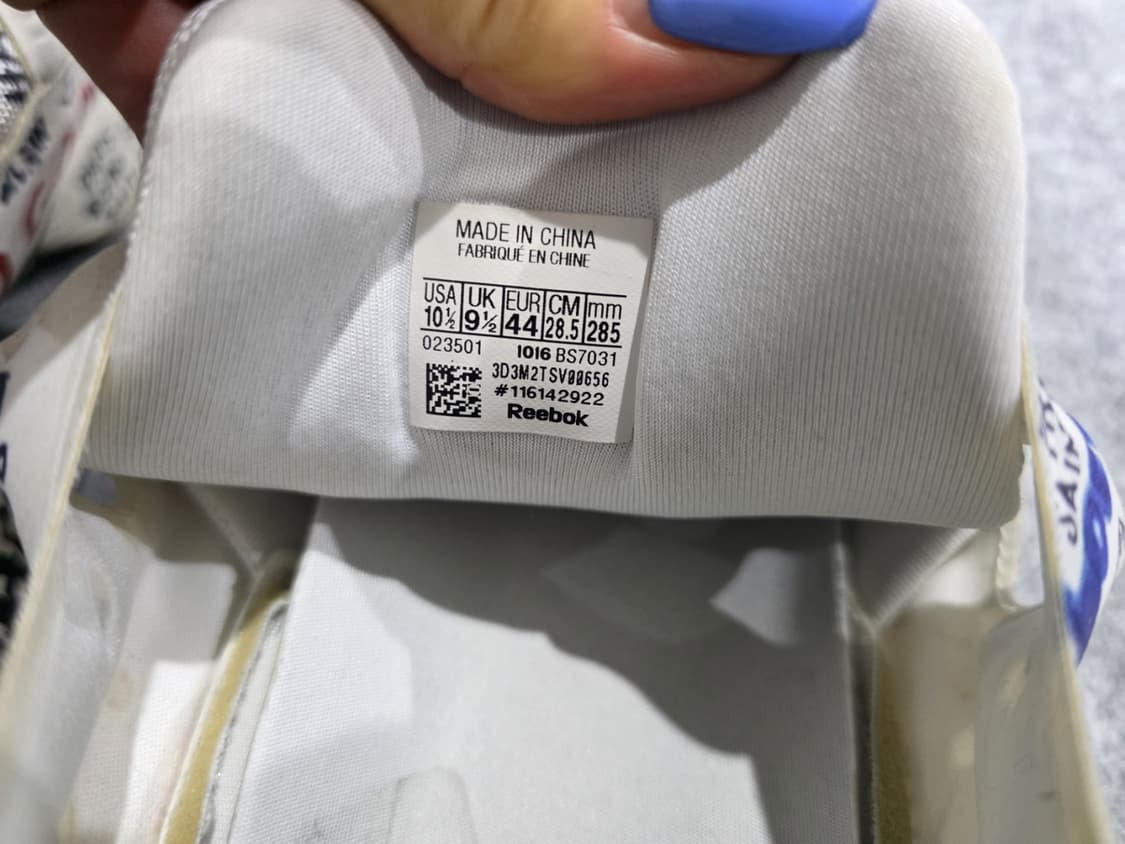 MADE IN CHINA
FABRIQUÉ EN CHINE
USA UK EUR CM mm
10½ 9½ 44 28.5 285
023501 1016 BS7031
3D3M2TSV00656
#116142922
Reebok